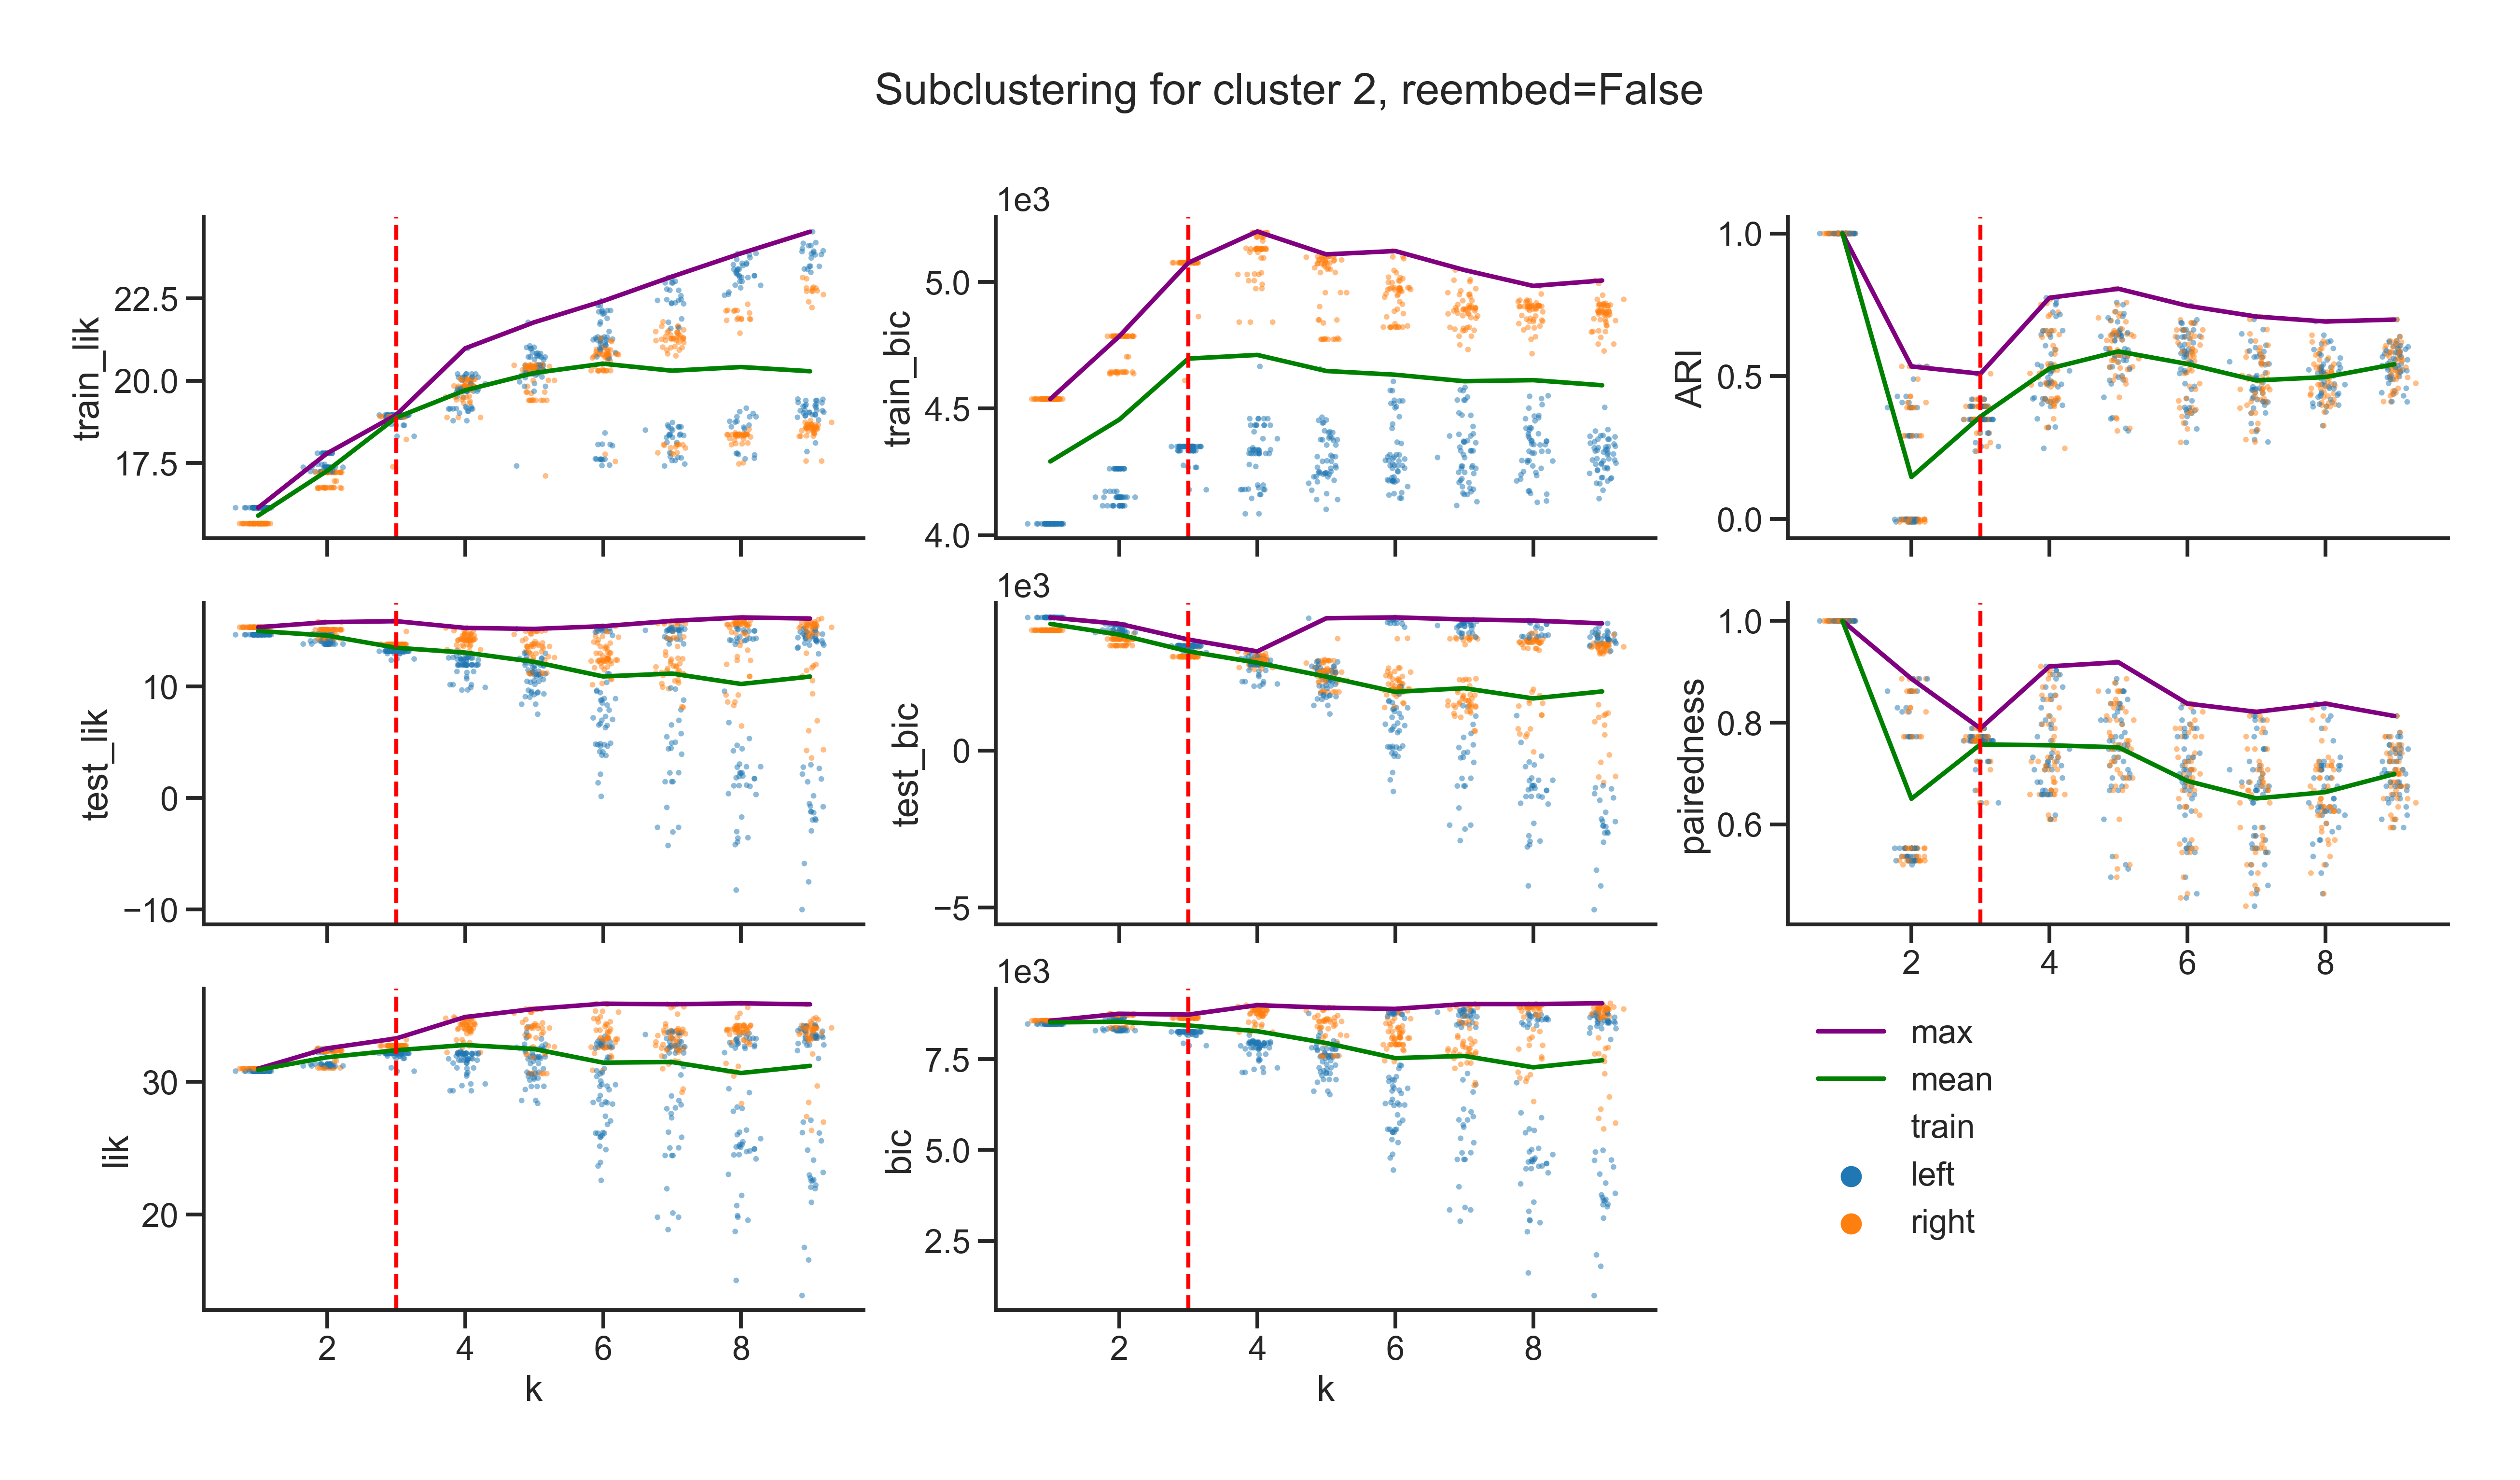 Subclustering for cluster 2, reembed=False
train_lik
22.5
20.0
17.5
1e3
train_bic
5.0
4.5
4.0
ARI
1.0
0.5
0.0
test_lik
10
0
−10
1e3
test_bic
0
−5
pairedness
1.0
0.8
0.6
2 4 6 8
lik
30
20
2 4 6 8
k
1e3
bic
7.5
5.0
2.5
2 4 6 8
k
max
mean
train
left
right